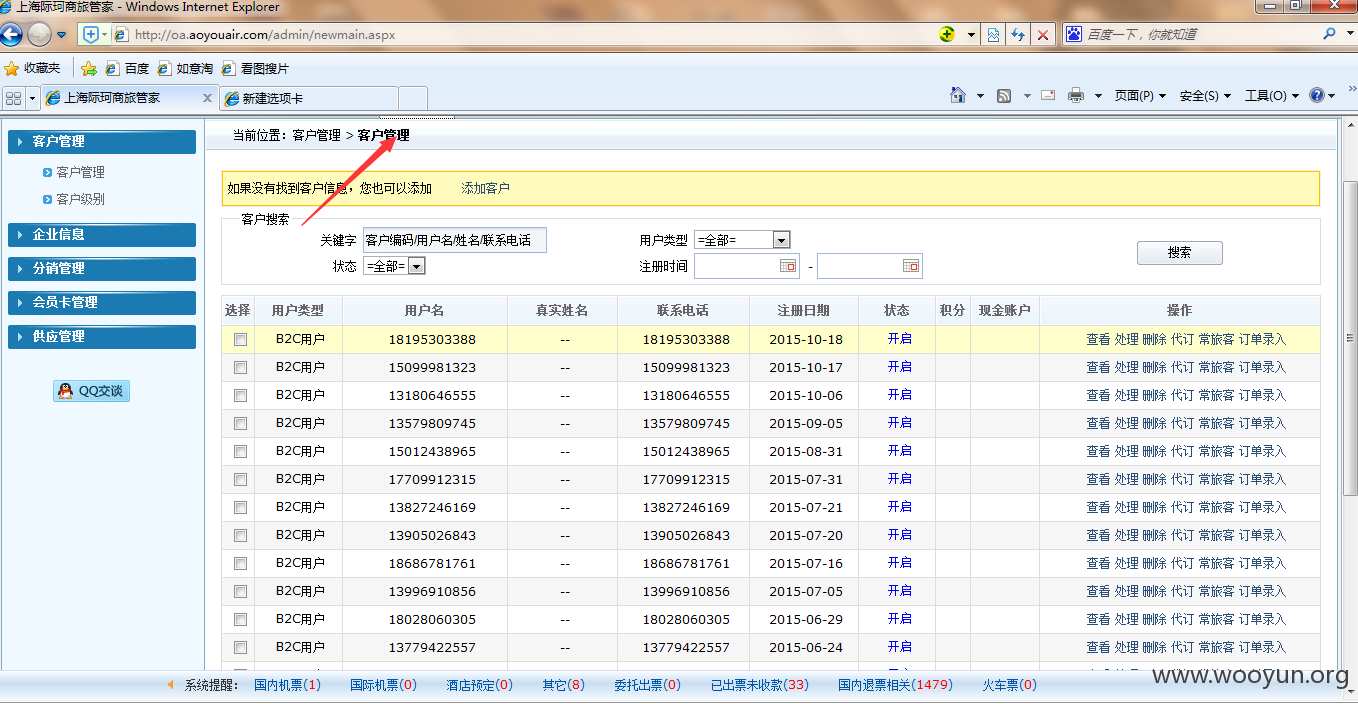 上海际珂商旅管家 - Windows Internet Explorer
http://oa.aoyouair.com/admin/newmain.aspx
百度一下，你就知道
收藏夹 百度 如意淘 看图搜片
上海际珂商旅管家 新建选项卡 页面(P) 安全(S) 工具(O)
客户管理
客户管理
客户级别
企业信息
分销管理
会员卡管理
供应管理
QQ交谈
当前位置：客户管理 > 客户管理
如果没有找到客户信息，您也可以添加 添加客户
客户搜索
关键字 客户编码/用户名/姓名/联系电话 用户类型 =全部=
状态 =全部= 注册时间 -
搜索
选择 用户类型 用户名 真实姓名 联系电话 注册日期 状态 积分 现金账户 操作
B2C用户 18195303388 -- 18195303388 2015-10-18 开启 查看 处理 删除 代订 常旅客 订单录入
B2C用户 15099981323 -- 15099981323 2015-10-17 开启 查看 处理 删除 代订 常旅客 订单录入
B2C用户 13180646555 -- 13180646555 2015-10-06 开启 查看 处理 删除 代订 常旅客 订单录入
B2C用户 13579809745 -- 13579809745 2015-09-05 开启 查看 处理 删除 代订 常旅客 订单录入
B2C用户 15012438965 -- 15012438965 2015-08-31 开启 查看 处理 删除 代订 常旅客 订单录入
B2C用户 17709912315 -- 17709912315 2015-07-31 开启 查看 处理 删除 代订 常旅客 订单录入
B2C用户 13827246169 -- 13827246169 2015-07-21 开启 查看 处理 删除 代订 常旅客 订单录入
B2C用户 13905026843 -- 13905026843 2015-07-20 开启 查看 处理 删除 代订 常旅客 订单录入
B2C用户 18686781761 -- 18686781761 2015-07-16 开启 查看 处理 删除 代订 常旅客 订单录入
B2C用户 13996910856 -- 13996910856 2015-07-05 开启 查看 处理 删除 代订 常旅客 订单录入
B2C用户 18028060305 -- 18028060305 2015-06-29 开启 查看 处理 删除 代订 常旅客 订单录入
B2C用户 13779422557 -- 13779422557 2015-06-24 开启 查看 处理 删除 代订 常旅客 订单录入
系统提醒： 国内机票(1) 国际机票(0) 酒店预定(0) 其它(8) 委托出票(0) 已出票未收款(33) 国内退票相关(1479) 火车票(0)
www.wooyun.org